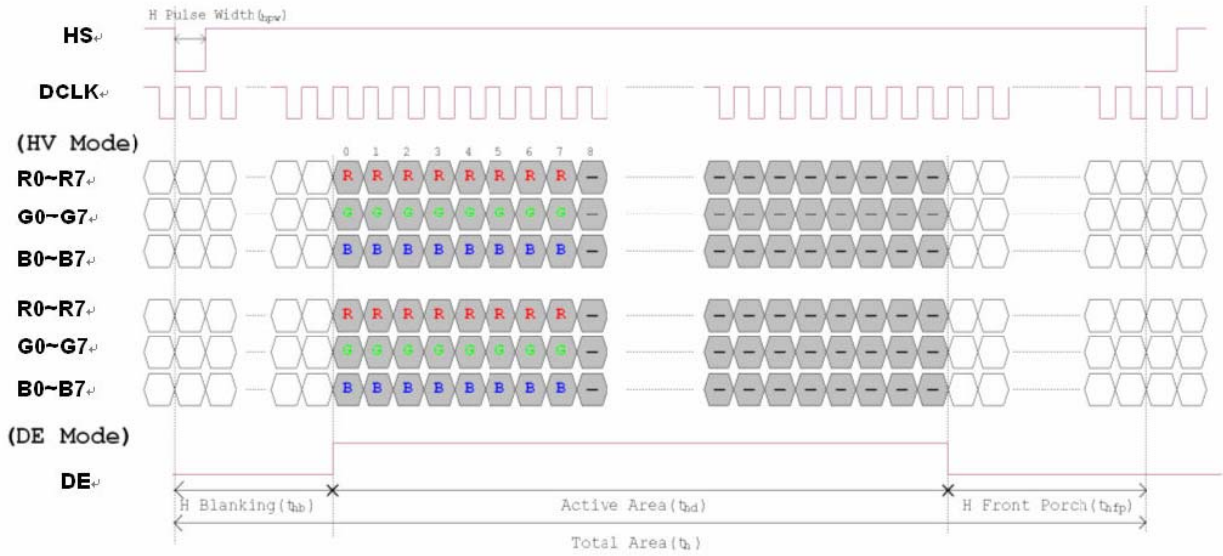 H Pulse Width(thpw)
HS
DCLK
(HV Mode)
0 1 2 3 4 5 6 7 8
R0~R7 R R R R R R R R – – – – – – – – –
G0~G7 G G G G G G G G – – – – – – – – –
B0~B7 B B B B B B B B – – – – – – – – –
R0~R7 R R R R R R R R – – – – – – – – –
G0~G7 G G G G G G G G – – – – – – – – –
B0~B7 B B B B B B B B – – – – – – – – –
(DE Mode)
DE
H Blanking(thb) Active Area(thd) H Front Porch(thfp)
Total Area(th)